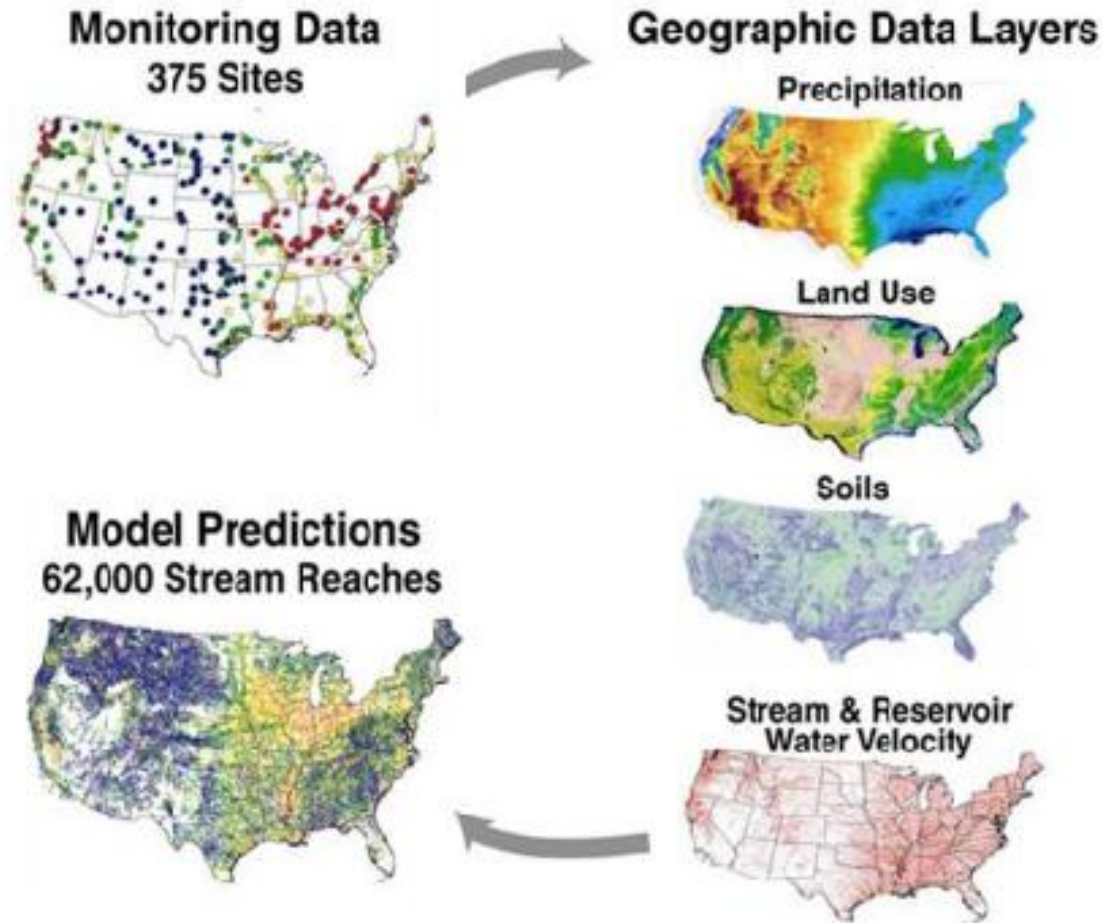 Monitoring Data
375 Sites
Geographic Data Layers
Precipitation
Land Use
Soils
Stream & Reservoir
Water Velocity
Model Predictions
62,000 Stream Reaches